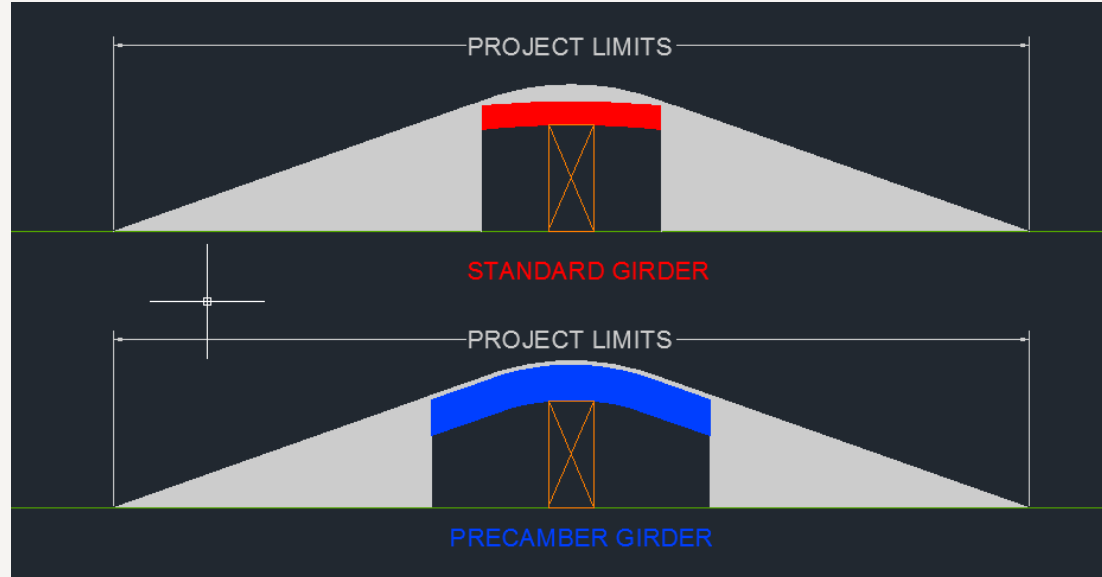 PROJECT LIMITS
STANDARD GIRDER
PROJECT LIMITS
PRECAMBER GIRDER